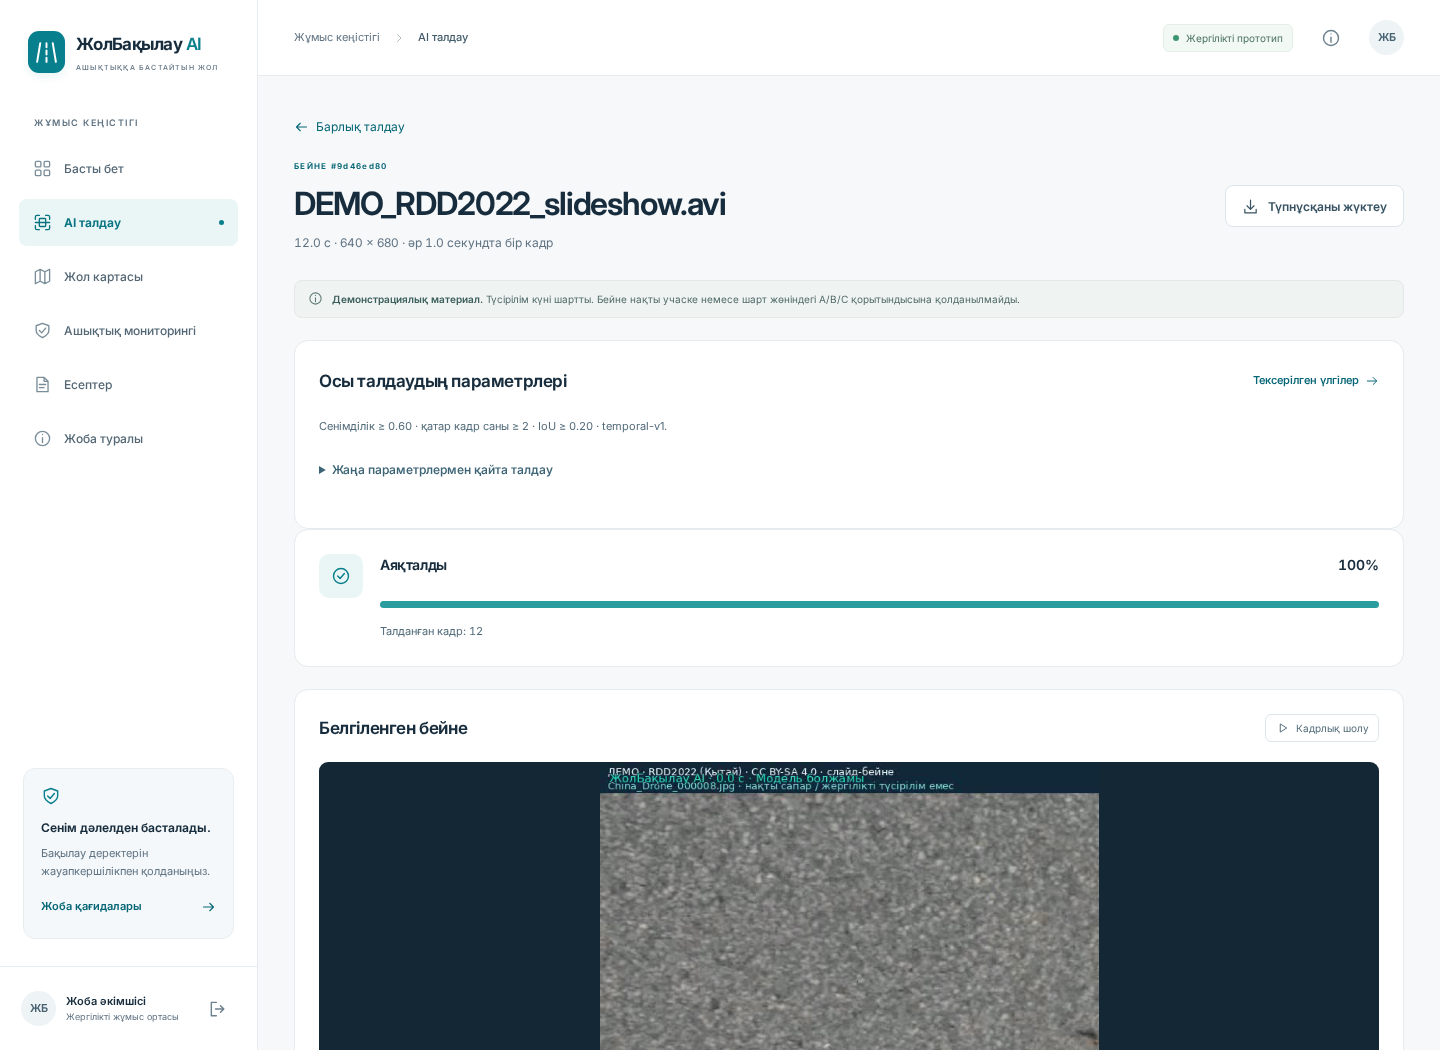 ЖолБақылау AI
АШЫҚТЫҚҚА БАСТАЙТЫН ЖОЛ
ЖҰМЫС КЕҢІСТІГІ
Басты бет
AI талдау
Жол картасы
Ашықтық мониторингі
Есептер
Жоба туралы
Сенім дәлелден басталады.
Бақылау деректерін
жауапкершілікпен қолданыңыз.
Жоба қағидалары
ЖБ
Жоба әкімшісі
Жергілікті жұмыс ортасы
Жұмыс кеңістігі
AI талдау
Жергілікті прототип
ЖБ
Барлық талдау
БЕЙНЕ #9d46ed80
DEMO_RDD2022_slideshow.avi
Түпнұсқаны жүктеу
12.0 с · 640 × 680 · әр 1.0 секундта бір кадр
Демонстрациялық материал. Түсірілім күні шартты. Бейне нақты учаске немесе шарт жөніндегі A/B/C қорытындысына қолданылмайды.
Осы талдаудың параметрлері
Тексерілген үлгілер
Сенімділік ≥ 0.60 · қатар кадр саны ≥ 2 · IoU ≥ 0.20 · temporal-v1.
Жаңа параметрлермен қайта талдау
Аяқталды
100%
Талданған кадр: 12
Белгіленген бейне
Кадрлық шолу
ДЕМО · RDD2022 (Қытай) · CC BY-SA 4.0 · слайд-бейне
ЖолБақылау AI · 0.0 с · Модель болжамы
China_Drone_000008.jpg · нақты сапар / жергілікті түсірілім емес